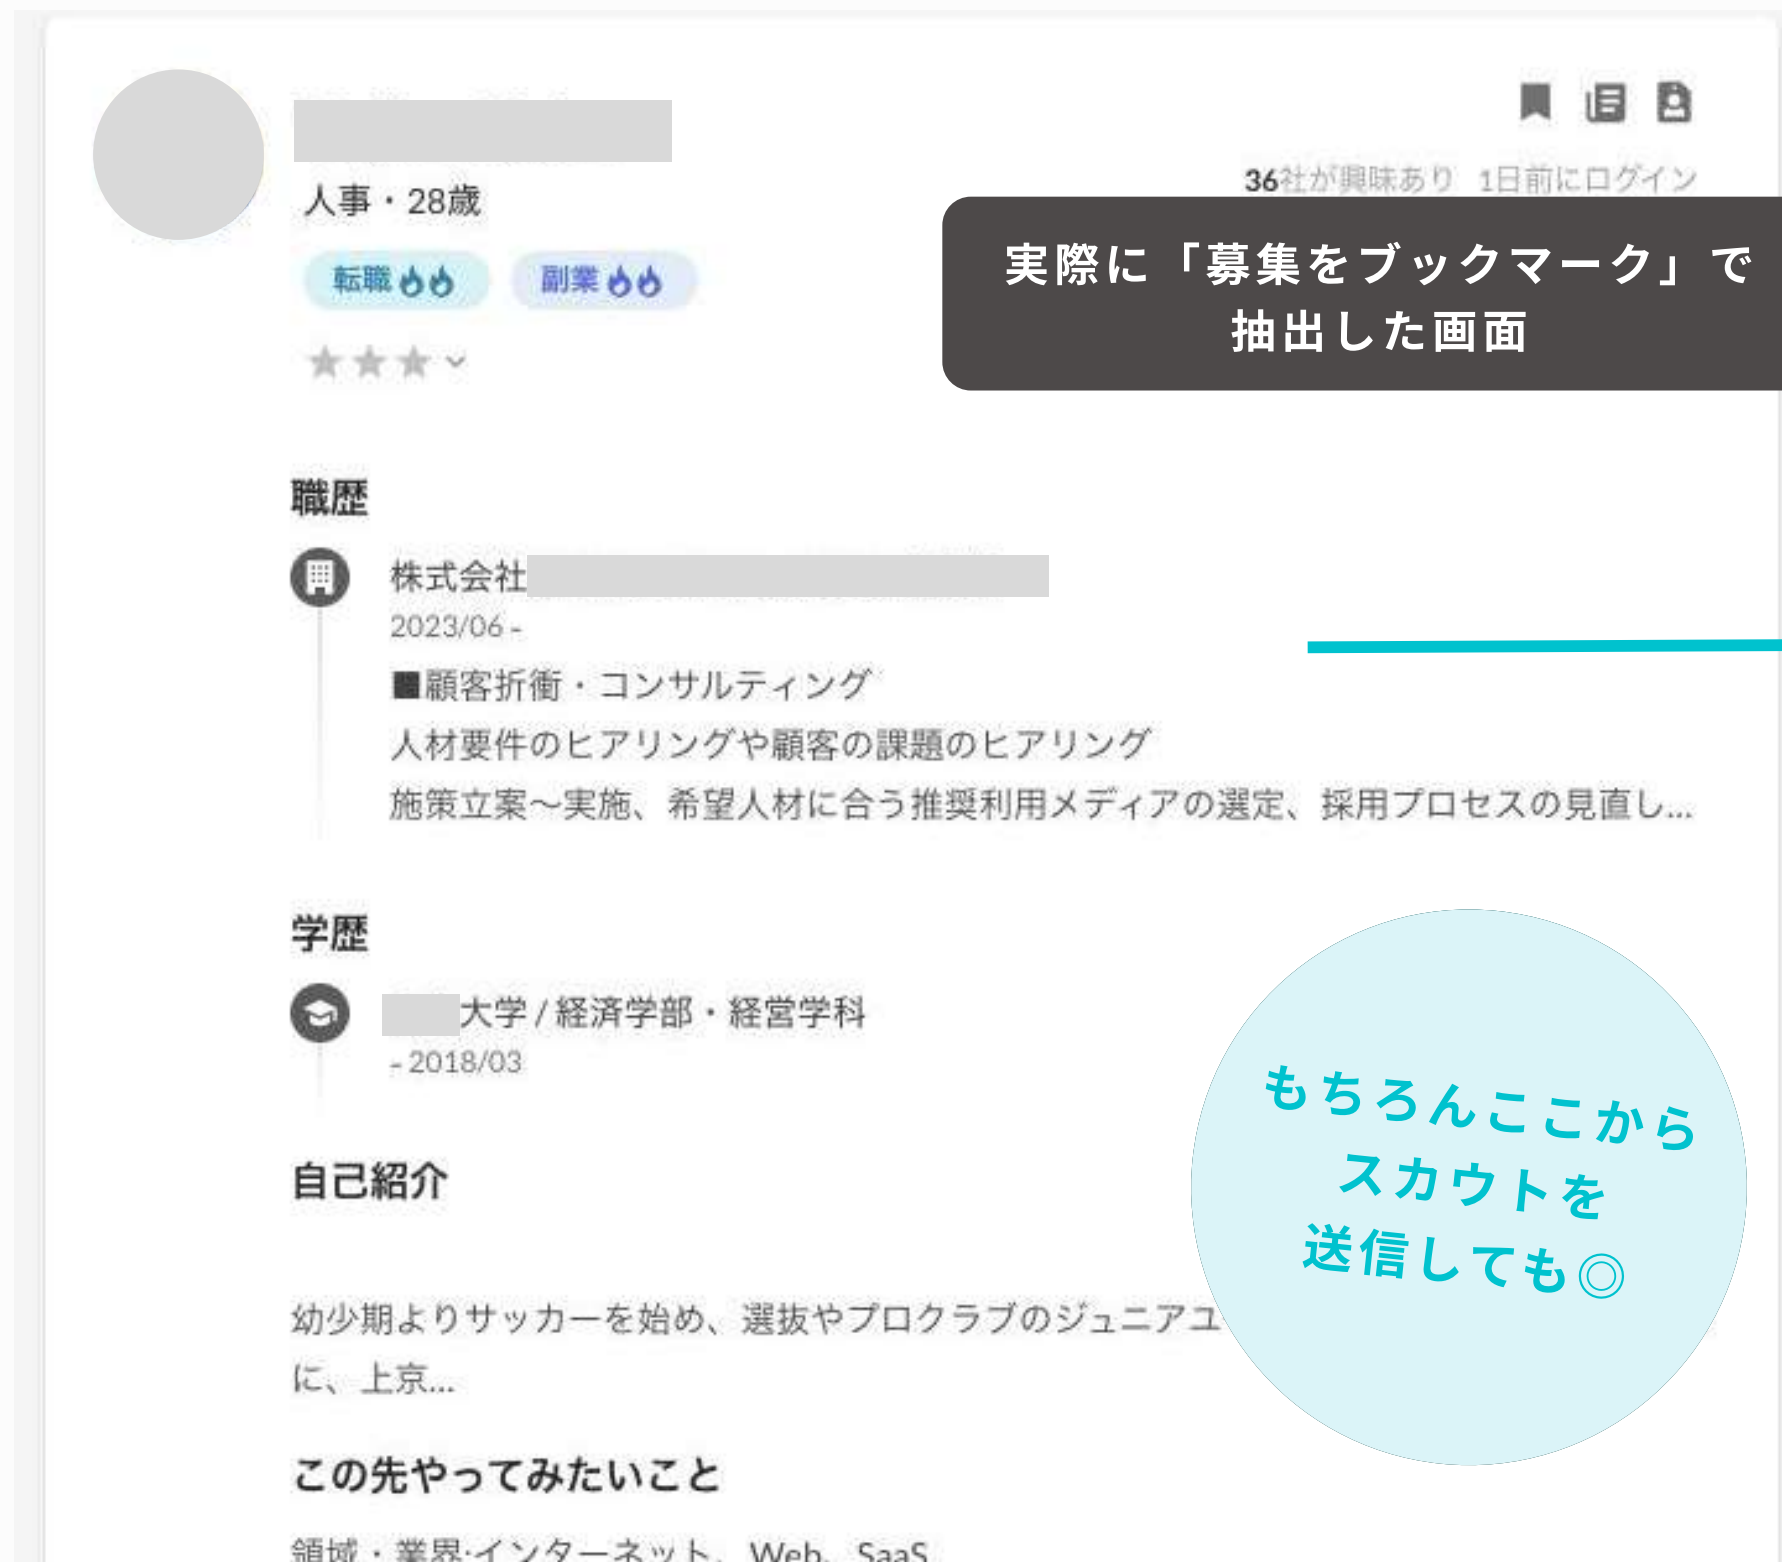 人事・28歳
転職
副業
36社が興味あり 1日前にログイン
実際に「募集をブックマーク」で
抽出した画面
職歴
株式会社
2023/06 -
■顧客折衝・コンサルティング
人材要件のヒアリングや顧客の課題のヒアリング
施策立案〜実施、希望人材に合う推奨利用メディアの選定、採用プロセスの見直し...
学歴
大学 / 経済学部・経営学科
- 2018/03
もちろんここから
スカウトを
送信しても◎
自己紹介
幼少期よりサッカーを始め、選抜やプロクラブのジュニアユ
に、上京...
この先やってみたいこと
領域・業界:インターネット、Web、SaaS